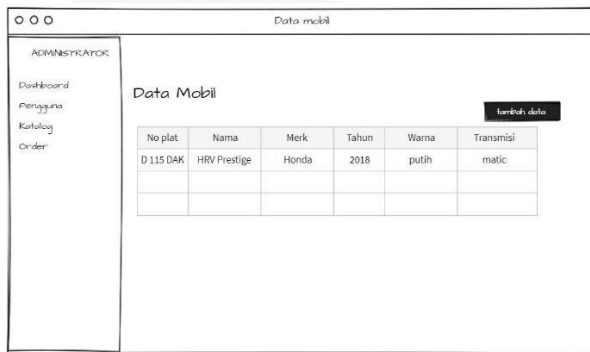 Data mobil
ADMINISTRATOR
Dashboard
Pengguna
Katalog
Order
Data Mobil
tambah data
No plat Nama Merk Tahun Warna Transmisi
D 115 DAK HRV Prestige Honda 2018 putih matic